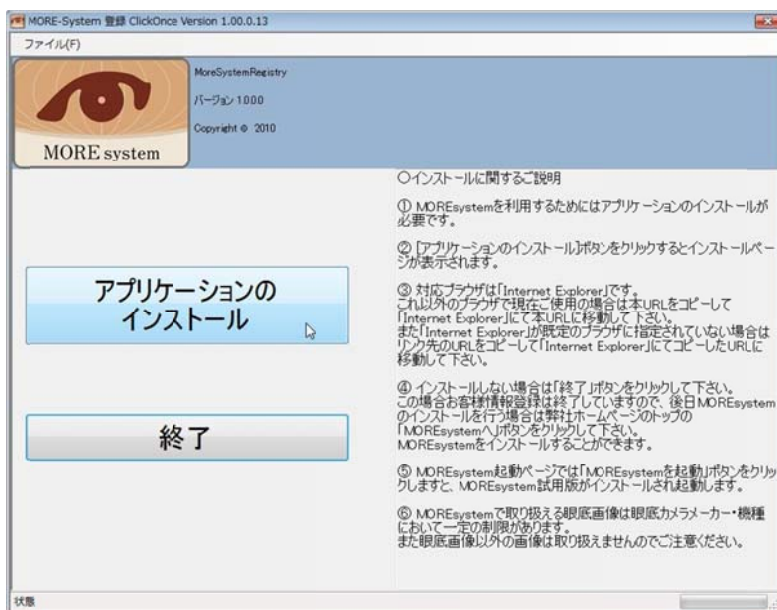 MORE-System 登録 ClickOnce Version 1.00.0.13
ファイル(F)
MoreSystemRegistry
バージョン 1.0.0.0
Copyright © 2010
MORE system
アプリケーションの
インストール
終了
○インストールに関するご説明
① MOREsystemを利用するためにはアプリケーションのインストールが
必要です。
② [アプリケーションのインストール]ボタンをクリックするとインストールペー
ジが表示されます。
③ 対応ブラウザは「Internet Explorer」です。
これ以外のブラウザで現在ご使用の場合は本URLをコピーして
「Internet Explorer」にて本URLに移動して下さい。
また「Internet Explorer」が既定のブラウザに指定されていない場合は
リンク先のURLをコピーして「Internet Explorer」にてコピーしたURLに
移動して下さい。
④ インストールしない場合は「終了」ボタンをクリックして下さい。
この場合お客様情報登録は終了していますので、後日MOREsystem
のインストールを行う場合は弊社ホームページのトップの
「MOREsystemへ」ボタンをクリックして下さい。
MOREsystemをインストールすることができます。
⑤ MOREsystem起動ページでは「MOREsystemを起動」ボタンをクリッ
クしますと、MOREsystem試用版がインストールされ起動します。
⑥ MOREsystemで取り扱える眼底画像は眼底カメラメーカー・機種
において一定の制限があります。
また眼底画像以外の画像は取り扱えませんのでご注意ください。
状態